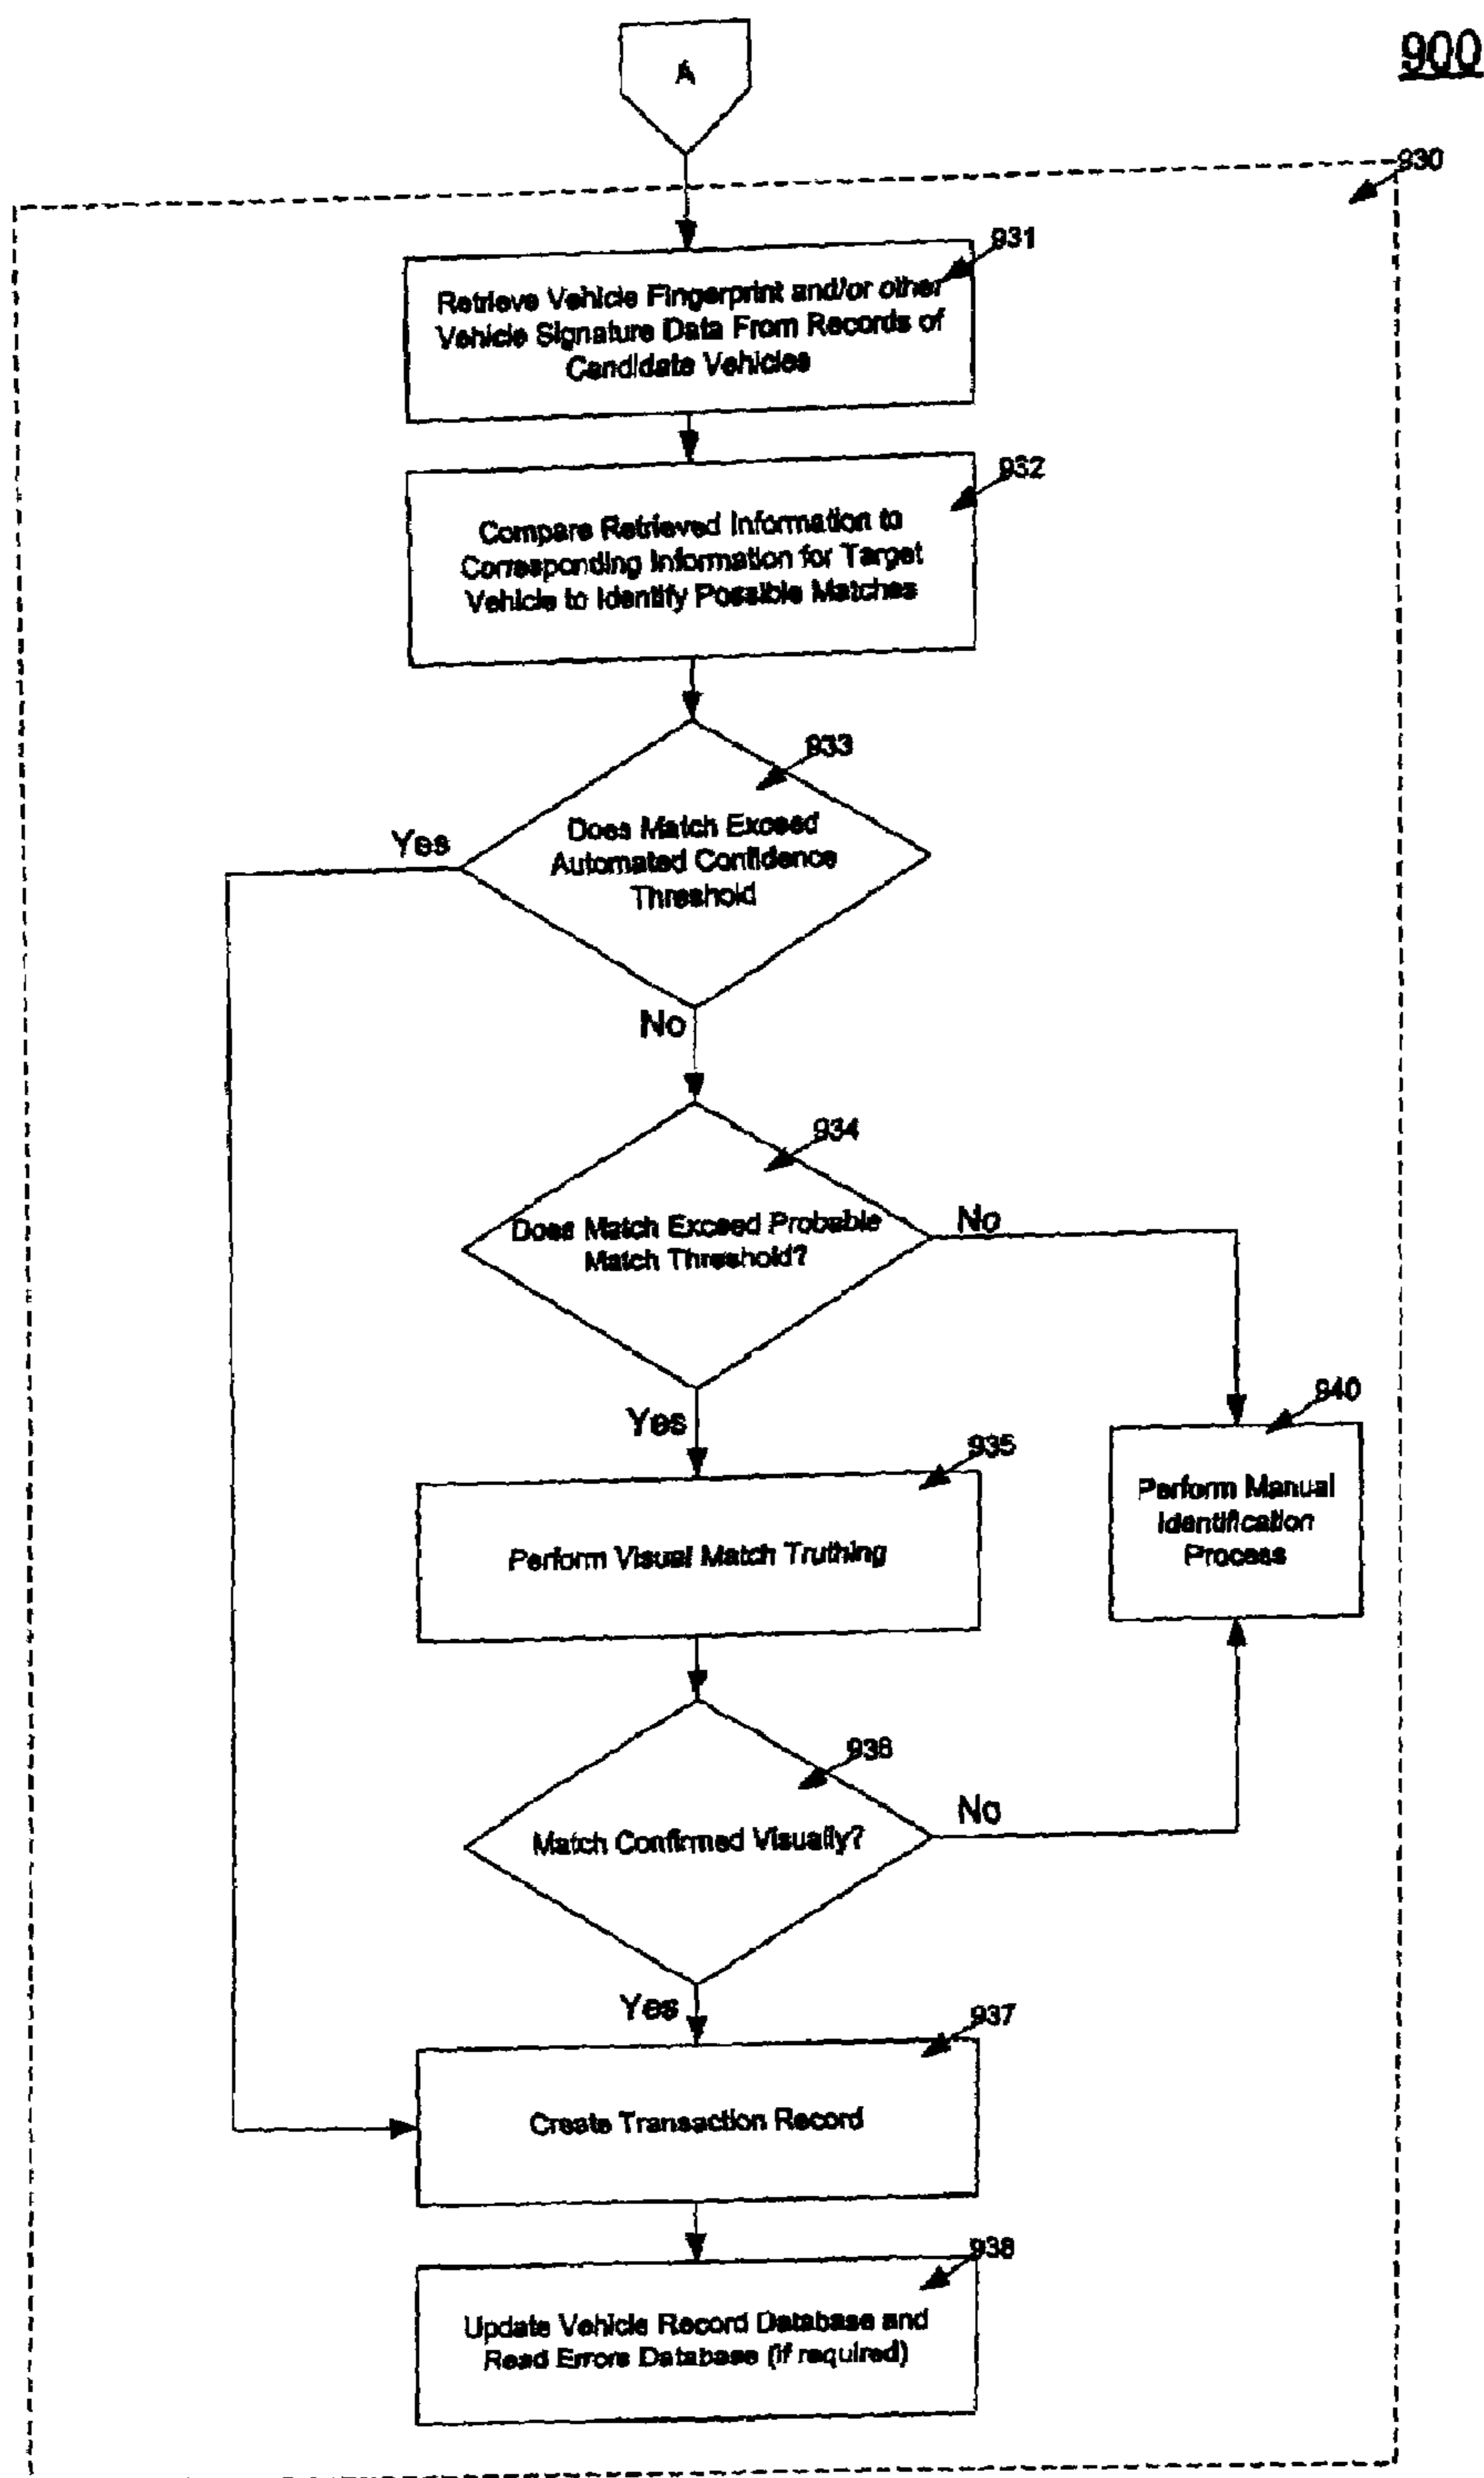 900
A
930
931
Retrieve Vehicle Fingerprint and/or other
Vehicle Signature Data From Records of
Candidate Vehicles
932
Compare Retrieved Information to
Corresponding Information for Target
Vehicle to Identify Possible Matches
933
Does Match Exceed
Automated Confidence
Threshold
Yes
No
934
Does Match Exceed Probable
Match Threshold?
No
Yes
940
Perform Manual
Identification
Process
935
Perform Visual Match Truthing
936
Match Confirmed Visually?
No
Yes
937
Create Transaction Record
938
Update Vehicle Record Database and
Read Errors Database (if required)